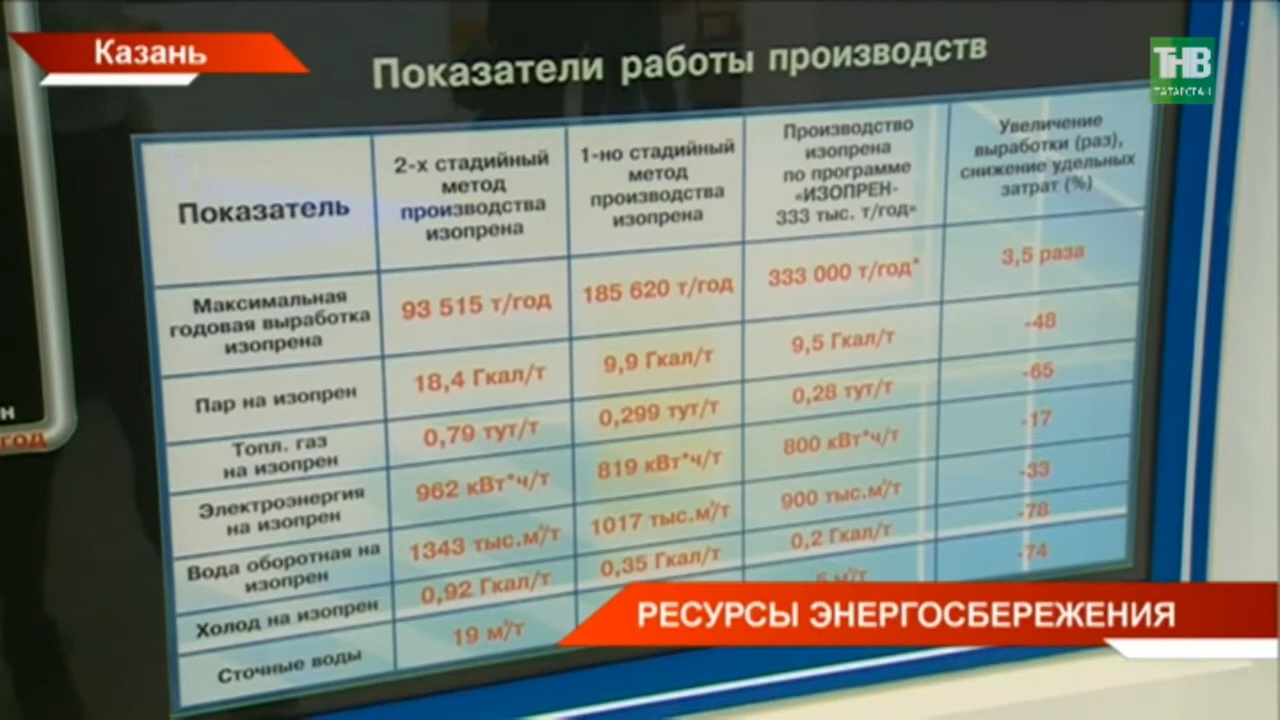 Казань
ТНВ
ТАТАРСТАН
Показатели работы производств
Показатель
2-х стадийный
метод
производства
изопрена
1-но стадийный
метод
производства
изопрена
Производство
изопрена
по программе
«ИЗОПРЕН-
333 тыс. т/год»
Увеличение
выработки (раз),
снижение удельных
затрат (%)
Максимальная
годовая выработка
изопрена
93 515 т/год
185 620 т/год
333 000 т/год*
3,5 раза
Пар на изопрен
18,4 Гкал/т
9,9 Гкал/т
9,5 Гкал/т
-48
Топл. газ
на изопрен
0,79 тут/т
0,299 тут/т
0,28 тут/т
-65
Электроэнергия
на изопрен
962 кВт*ч/т
819 кВт*ч/т
800 кВт*ч/т
-17
Вода оборотная на
изопрен
1343 тыс.м³/т
1017 тыс.м³/т
900 тыс.м³/т
-33
Холод на изопрен
0,92 Гкал/т
0,35 Гкал/т
0,2 Гкал/т
-78
Сточные воды
19 м³/т
-74
н
год
РЕСУРСЫ ЭНЕРГОСБЕРЕЖЕНИЯ